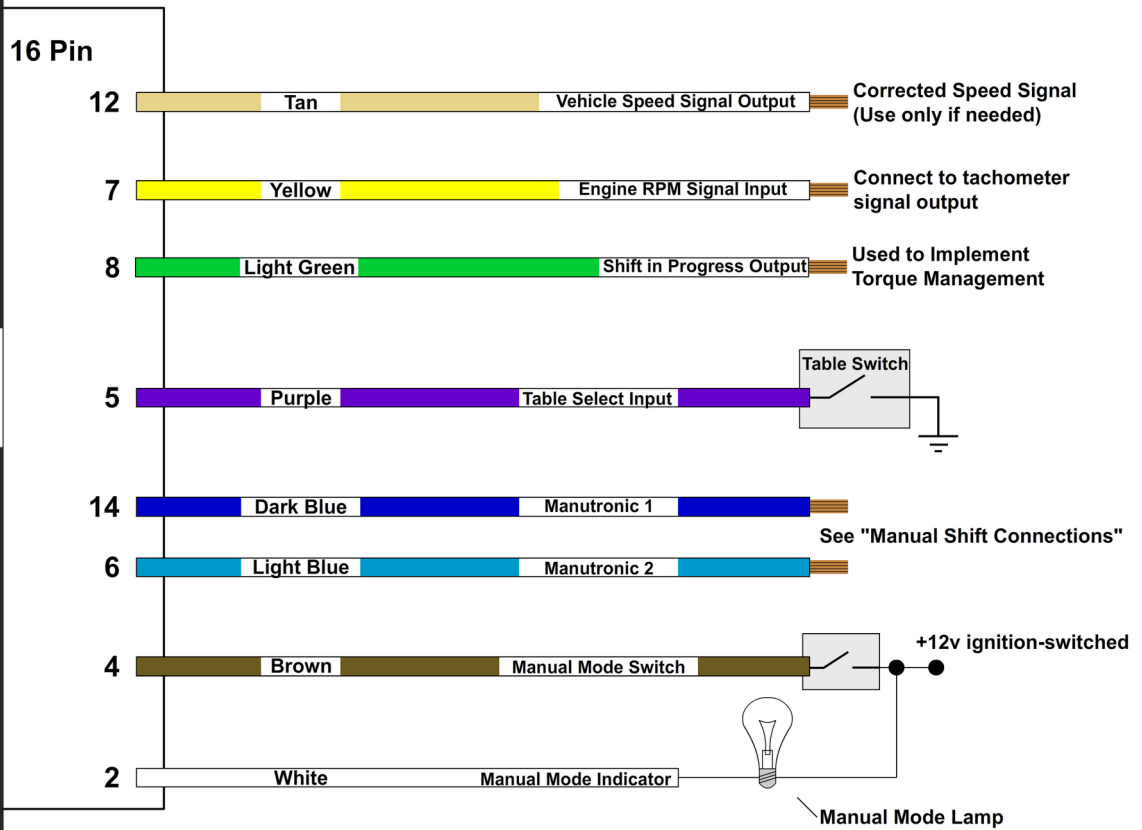 16 Pin
12 Tan Vehicle Speed Signal Output Corrected Speed Signal
(Use only if needed)
7 Yellow Engine RPM Signal Input Connect to tachometer
signal output
8 Light Green Shift in Progress Output Used to Implement
Torque Management
Table Switch
5 Purple Table Select Input
14 Dark Blue Manutronic 1
See "Manual Shift Connections"
6 Light Blue Manutronic 2
+12v ignition-switched
4 Brown Manual Mode Switch
2 White Manual Mode Indicator
Manual Mode Lamp